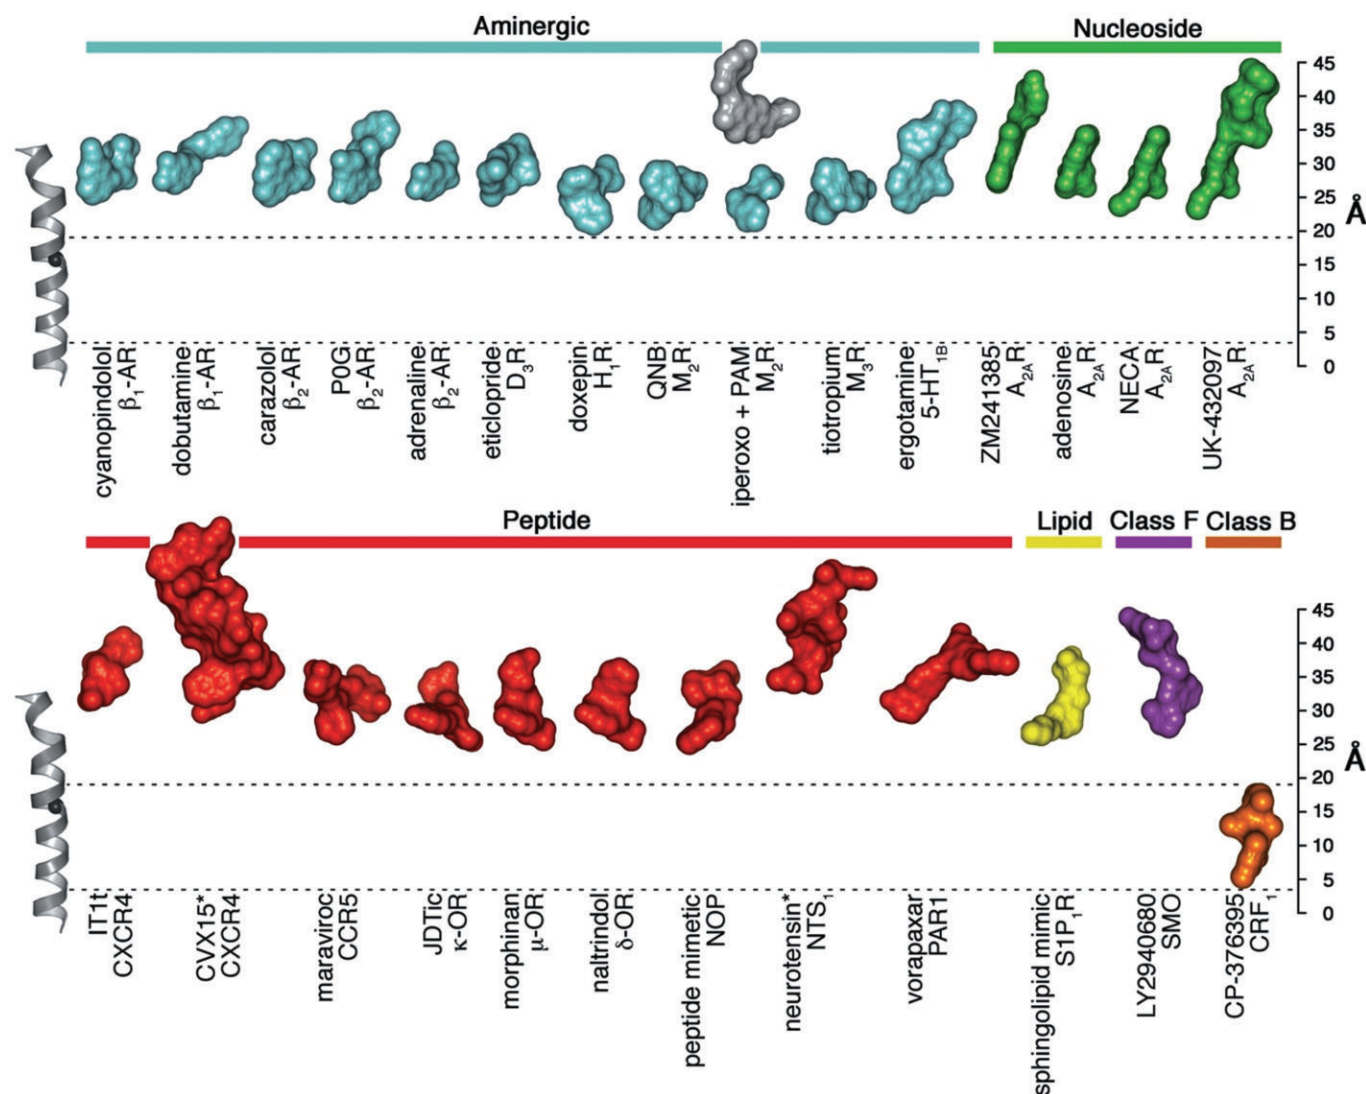 Aminergic
Nucleoside
45
40
35
30
25
20
15
10
5
0
Å
cyanopindolol
β₁-AR
dobutamine
β₁-AR
carazolol
β₂-AR
P0G
β₂-AR
adrenaline
β₂-AR
eticlopride
D₃R
doxepin
H₁R
QNB
M₂R
iperoxo + PAM
M₂R
tiotropium
M₃R
ergotamine
5-HT₁B
ZM241385
A₂AR
adenosine
A₂AR
NECA
A₂AR
UK-432097
A₂AR
Peptide
Lipid
Class F
Class B
45
40
35
30
25
20
15
10
5
0
Å
IT1t
CXCR4
CVX15*
CXCR4
maraviroc
CCR5
JDTic
κ-OR
morphinan
μ-OR
naltrindol
δ-OR
peptide mimetic
NOP
neurotensin*
NTS₁
vorapaxar
PAR1
sphingolipid mimic
S1P₁R
LY2940680
SMO
CP-376395
CRF₁